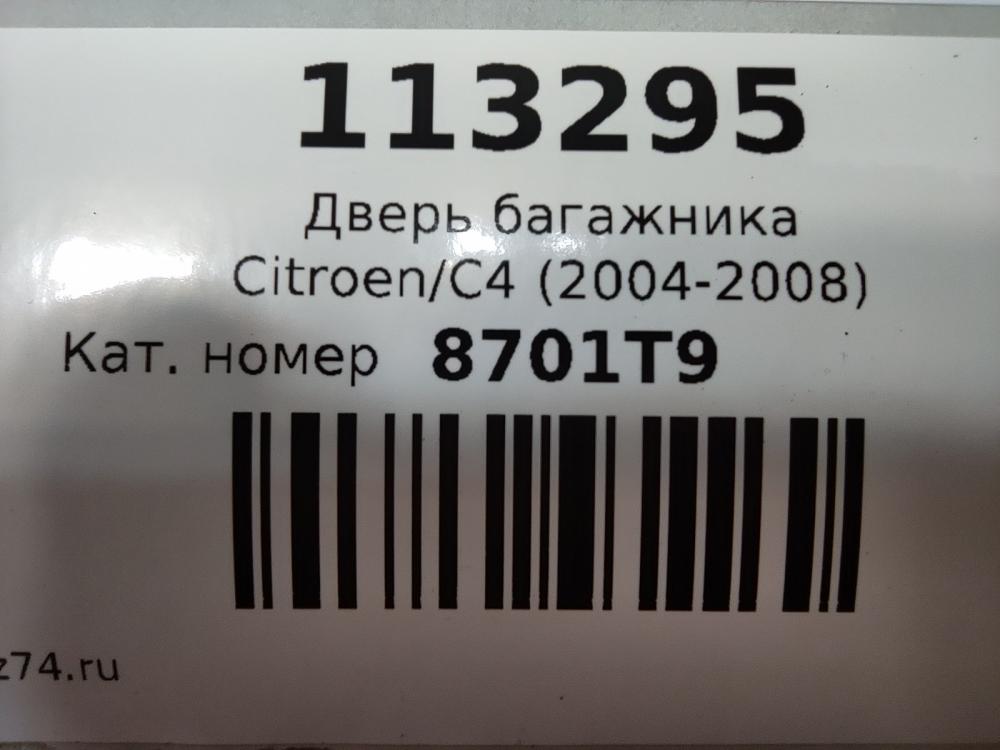 113295
Дверь багажника
Citroen/C4 (2004-2008)
Кат. номер 8701T9
z74.ru